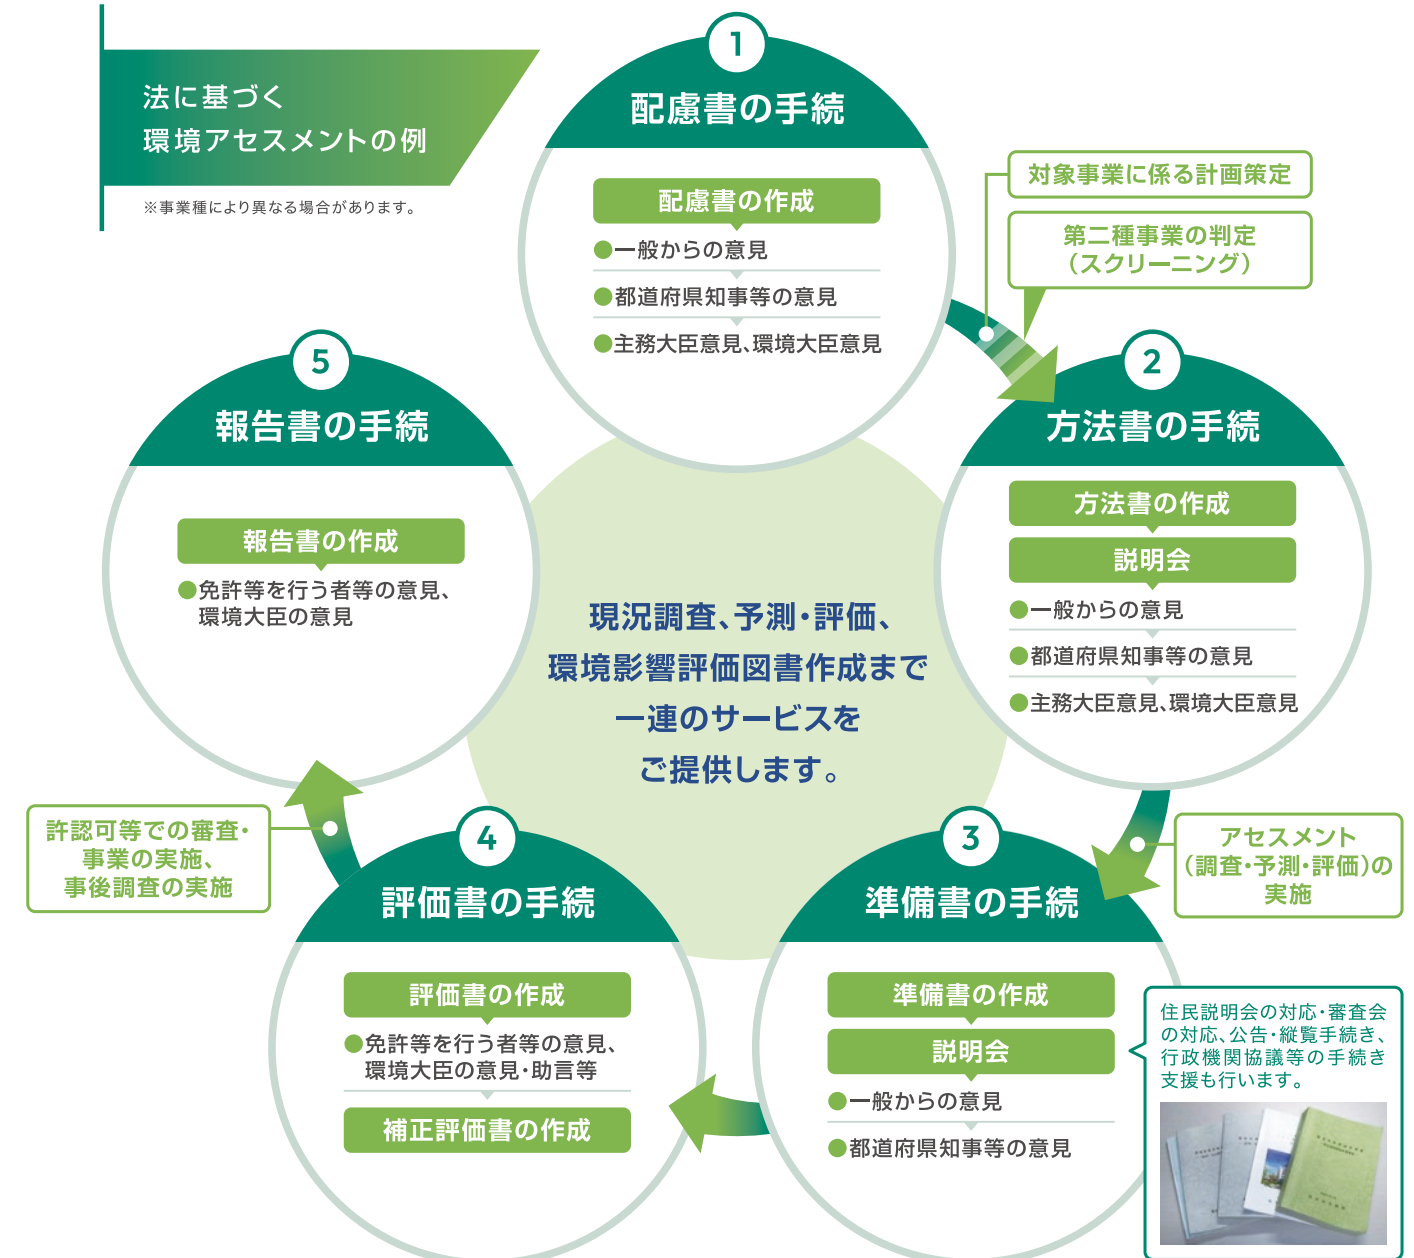 法に基づく
環境アセスメントの例
※事業種により異なる場合があります。
1
配慮書の手続
配慮書の作成
●一般からの意見
●都道府県知事等の意見
●主務大臣意見、環境大臣意見
対象事業に係る計画策定
第二種事業の判定
（スクリーニング）
2
方法書の手続
方法書の作成
説明会
●一般からの意見
●都道府県知事等の意見
●主務大臣意見、環境大臣意見
アセスメント
（調査・予測・評価）の
実施
3
準備書の手続
準備書の作成
説明会
●一般からの意見
●都道府県知事等の意見
住民説明会の対応・審査会
の対応、公告・縦覧手続き、
行政機関協議等の手続き
支援も行います。
4
評価書の手続
評価書の作成
●免許等を行う者等の意見、
環境大臣の意見・助言等
補正評価書の作成
許認可等での審査・
事業の実施、
事後調査の実施
5
報告書の手続
報告書の作成
●免許等を行う者等の意見、
環境大臣の意見
現況調査、予測・評価、
環境影響評価図書作成まで
一連のサービスを
ご提供します。